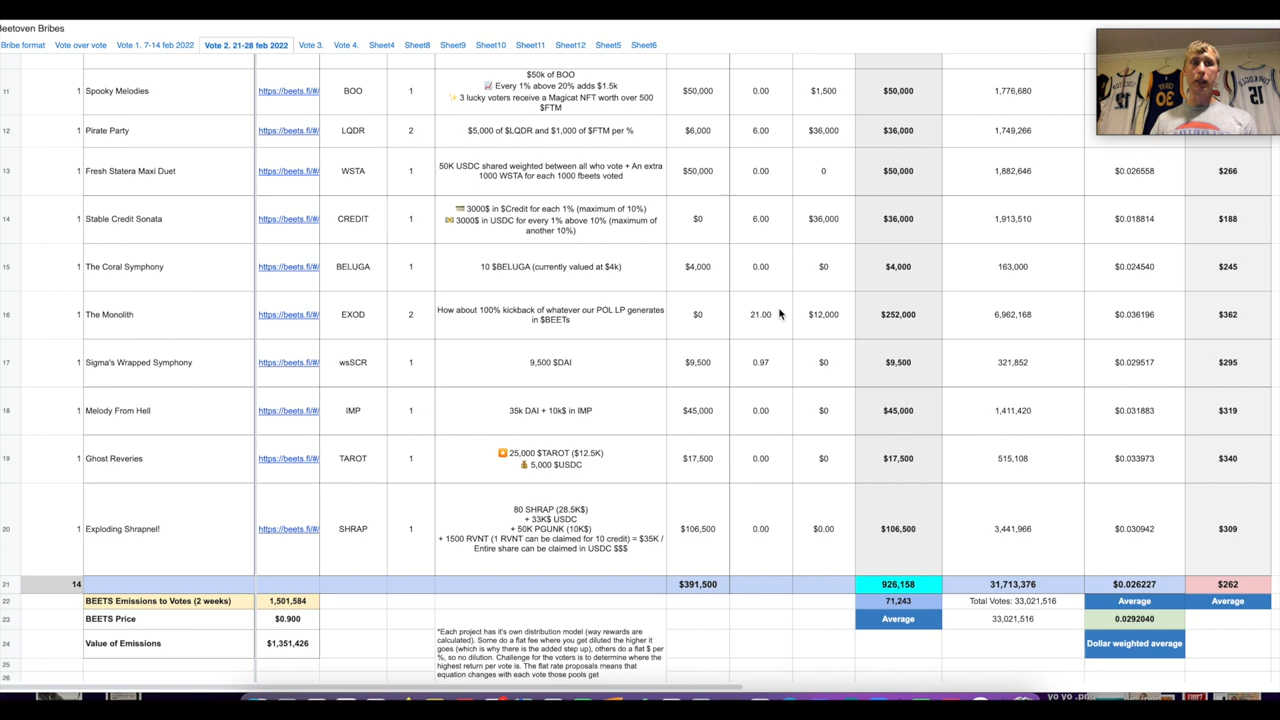 Beetoven Bribes
Bribe format Vote over vote Vote 1. 7-14 feb 2022 Vote 2. 21-28 feb 2022 Vote 3. Vote 4. Sheet4 Sheet8 Sheet9 Sheet10 Sheet11 Sheet12 Sheet5 Sheet6
11 1 Spooky Melodies https://beets.fi/#/ BOO 1 $50k of BOO
📈 Every 1% above 20% adds $1.5k
✨ 3 lucky voters receive a Magicat NFT worth over 500
$FTM $50,000 0.00 $1,500 $50,000 1,776,680
12 1 Pirate Party https://beets.fi/#/ LQDR 2 $5,000 of $LQDR and $1,000 of $FTM per % $6,000 6.00 $36,000 $36,000 1,749,266
13 1 Fresh Statera Maxi Duet https://beets.fi/#/ WSTA 1 50K USDC shared weighted between all who vote + An extra
1000 WSTA for each 1000 fbeets voted $50,000 0.00 0 $50,000 1,882,646 $0.026558 $266
14 1 Stable Credit Sonata https://beets.fi/#/ CREDIT 1 💳 3000$ in $Credit for each 1% (maximum of 10%)
💵 3000$ in USDC for every 1% above 10% (maximum of
another 10%) $0 6.00 $36,000 $36,000 1,913,510 $0.018814 $188
15 1 The Coral Symphony https://beets.fi/#/ BELUGA 1 10 $BELUGA (currently valued at $4k) $4,000 0.00 $0 $4,000 163,000 $0.024540 $245
16 1 The Monolith https://beets.fi/#/ EXOD 2 How about 100% kickback of whatever our POL LP generates
in $BEETs $0 21.00 $12,000 $252,000 6,962,168 $0.036196 $362
17 1 Sigma's Wrapped Symphony https://beets.fi/#/ wsSCR 1 9,500 $DAI $9,500 0.97 $0 $9,500 321,852 $0.029517 $295
18 1 Melody From Hell https://beets.fi/#/ IMP 1 35k DAI + 10k$ in IMP $45,000 0.00 $0 $45,000 1,411,420 $0.031883 $319
19 1 Ghost Reveries https://beets.fi/#/ TAROT 1 25,000 $TAROT ($12.5K)
💰 5,000 $USDC $17,500 0.00 $0 $17,500 515,108 $0.033973 $340
20 1 Exploding Shrapnel! https://beets.fi/#/ SHRAP 1 80 SHRAP (28.5K$)
+ 33K$ USDC
+ 50K PGUNK (10K$)
+ 1500 RVNT (1 RVNT can be claimed for 10 credit) = $35K /
Entire share can be claimed in USDC $$$ $106,500 0.00 $0.00 $106,500 3,441,966 $0.030942 $309
21 14 $391,500 926,158 31,713,376 $0.026227 $262
22 BEETS Emissions to Votes (2 weeks) 1,501,584 71,243 Total Votes: 33,021,516 Average Average
23 BEETS Price $0.900 Average 33,021,516 0.0292040
24 Value of Emissions $1,351,426 Dollar weighted average
*Each project has it's own distribution model (way rewards are
calculated). Some do a flat fee where you get diluted the higher it
goes (which is why there is the added step up), others do a flat $ per
%, so no dilution. Challenge for the voters is to determine where the
highest return per vote is. The flat rate proposals means that
equation changes with each vote those pools get
25
26